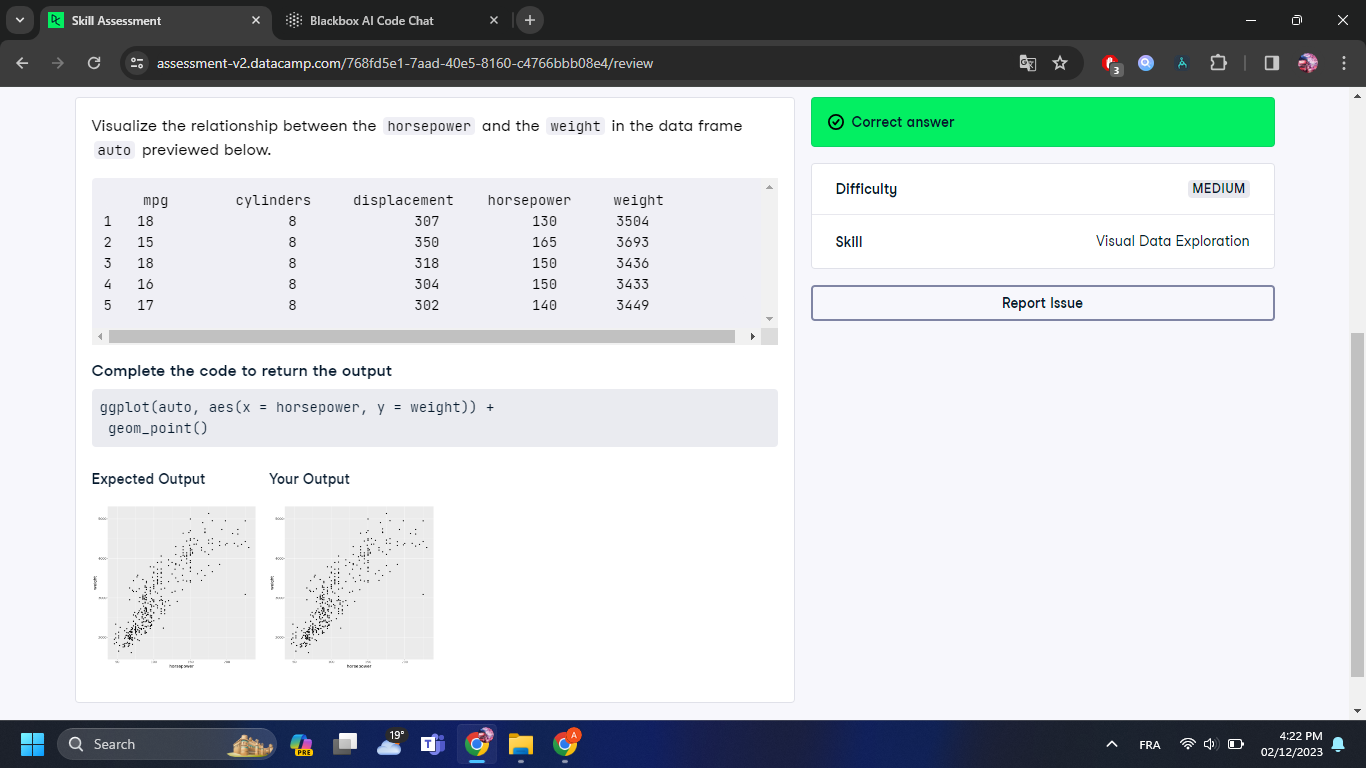 Skill Assessment
Blackbox AI Code Chat
assessment-v2.datacamp.com/768fd5e1-7aad-40e5-8160-c4766bbb08e4/review
3
Visualize the relationship between the horsepower and the weight in the data frame
auto previewed below.
mpg cylinders displacement horsepower weight
1 18 8 307 130 3504
2 15 8 350 165 3693
3 18 8 318 150 3436
4 16 8 304 150 3433
5 17 8 302 140 3449
Complete the code to return the output
ggplot(auto, aes(x = horsepower, y = weight)) +
geom_point()
Expected Output Your Output
weight
horsepower
weight
horsepower
Correct answer
Difficulty MEDIUM
Skill Visual Data Exploration
Report Issue
Search
PRE
19°
A
FRA
4:22 PM
02/12/2023